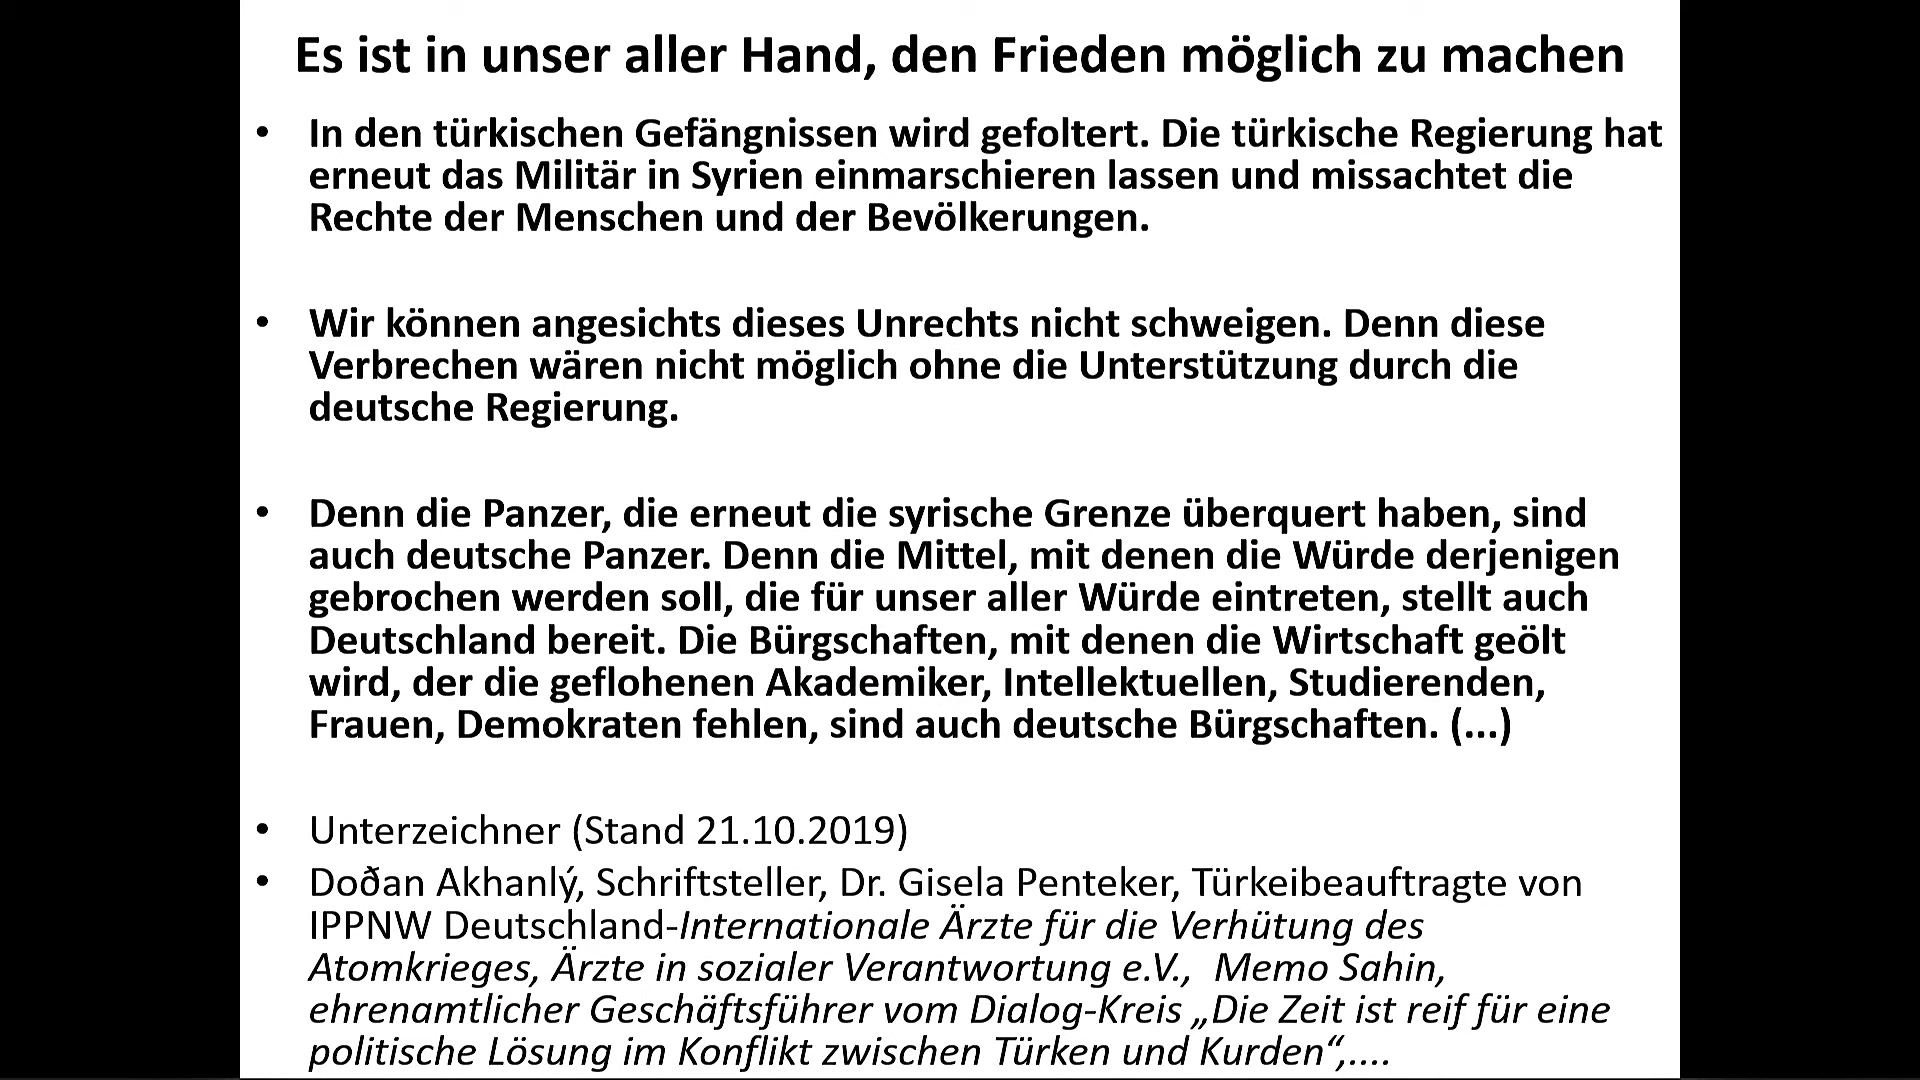 Es ist in unser aller Hand, den Frieden möglich zu machen
• In den türkischen Gefängnissen wird gefoltert. Die türkische Regierung hat
erneut das Militär in Syrien einmarschieren lassen und missachtet die
Rechte der Menschen und der Bevölkerungen.
• Wir können angesichts dieses Unrechts nicht schweigen. Denn diese
Verbrechen wären nicht möglich ohne die Unterstützung durch die
deutsche Regierung.
• Denn die Panzer, die erneut die syrische Grenze überquert haben, sind
auch deutsche Panzer. Denn die Mittel, mit denen die Würde derjenigen
gebrochen werden soll, die für unser aller Würde eintreten, stellt auch
Deutschland bereit. Die Bürgschaften, mit denen die Wirtschaft geölt
wird, der die geflohenen Akademiker, Intellektuellen, Studierenden,
Frauen, Demokraten fehlen, sind auch deutsche Bürgschaften. (...)
• Unterzeichner (Stand 21.10.2019)
• Doðan Akhanlý, Schriftsteller, Dr. Gisela Penteker, Türkeibeauftragte von
IPPNW Deutschland-Internationale Ärzte für die Verhütung des
Atomkrieges, Ärzte in sozialer Verantwortung e.V., Memo Sahin,
ehrenamtlicher Geschäftsführer vom Dialog-Kreis „Die Zeit ist reif für eine
politische Lösung im Konflikt zwischen Türken und Kurden“,....